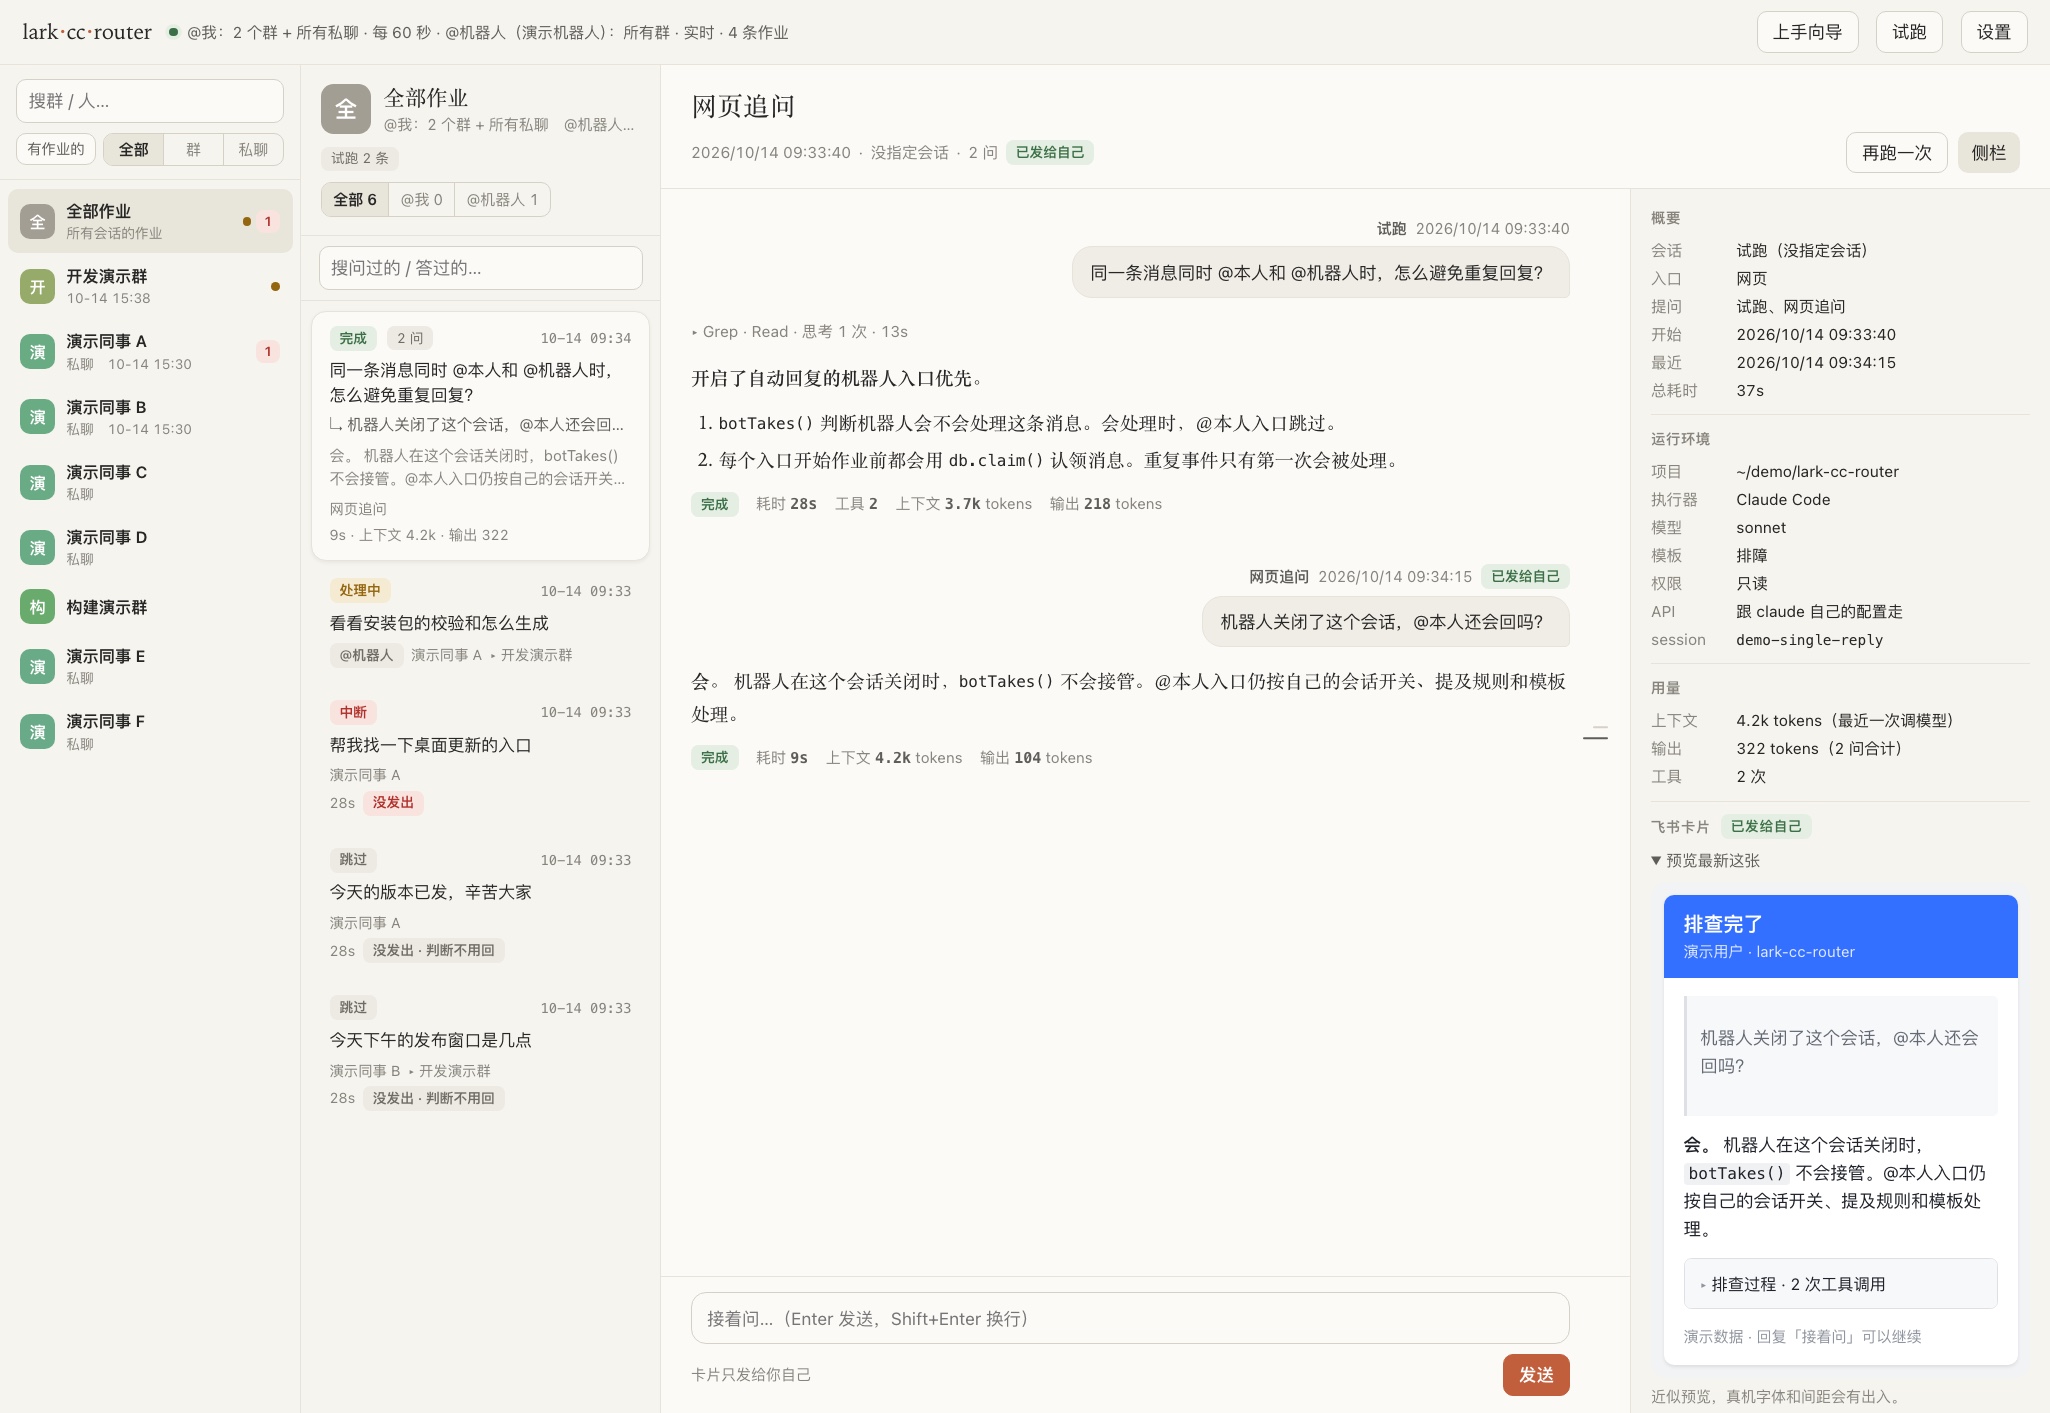 lark·cc·router
@我：2 个群 + 所有私聊 · 每 60 秒 · @机器人（演示机器人）：所有群 · 实时 · 4 条作业
上手向导
试跑
设置
搜群 / 人...
有作业的
全部
群
私聊
全
全部作业
所有会话的作业
1
开
开发演示群
10-14 15:38
演
演示同事 A
私聊 10-14 15:30
1
演
演示同事 B
私聊 10-14 15:30
演
演示同事 C
私聊
演
演示同事 D
私聊
构
构建演示群
演
演示同事 E
私聊
演
演示同事 F
私聊
全
全部作业
@我：2 个群 + 所有私聊 @机器人...
试跑 2 条
全部 6
@我 0
@机器人 1
搜问过的 / 答过的...
完成
2 问
10-14 09:34
同一条消息同时 @本人和 @机器人时，
怎么避免重复回复？
机器人关闭了这个会话，@本人还会回...
会。 机器人在这个会话关闭时，botTakes()
不会接管。@本人入口仍按自己的会话开关...
网页追问
9s · 上下文 4.2k · 输出 322
处理中
10-14 09:33
看看安装包的校验和怎么生成
@机器人
演示同事 A ▸ 开发演示群
中断
10-14 09:33
帮我找一下桌面更新的入口
演示同事 A
28s
没发出
跳过
10-14 09:33
今天的版本已发，辛苦大家
演示同事 A
28s
没发出 · 判断不用回
跳过
10-14 09:33
今天下午的发布窗口是几点
演示同事 B ▸ 开发演示群
28s
没发出 · 判断不用回
网页追问
2026/10/14 09:33:40 · 没指定会话 · 2 问
已发给自己
再跑一次
侧栏
试跑 2026/10/14 09:33:40
同一条消息同时 @本人和 @机器人时，怎么避免重复回复？
▸ Grep · Read · 思考 1 次 · 13s
开启了自动回复的机器人入口优先。
1. botTakes() 判断机器人会不会处理这条消息。会处理时，@本人入口跳过。
2. 每个入口开始作业前都会用 db.claim() 认领消息。重复事件只有第一次会被处理。
完成
耗时 28s 工具 2 上下文 3.7k tokens 输出 218 tokens
网页追问 2026/10/14 09:34:15
已发给自己
机器人关闭了这个会话，@本人还会回吗？
会。 机器人在这个会话关闭时，botTakes() 不会接管。@本人入口仍按自己的会话开关、提及规则和模板
处理。
完成
耗时 9s 上下文 4.2k tokens 输出 104 tokens
接着问...（Enter 发送，Shift+Enter 换行）
卡片只发给你自己
发送
概要
会话 试跑（没指定会话）
入口 网页
提问 试跑、网页追问
开始 2026/10/14 09:33:40
最近 2026/10/14 09:34:15
总耗时 37s
运行环境
项目 ~/demo/lark-cc-router
执行器 Claude Code
模型 sonnet
模板 排障
权限 只读
API 跟 claude 自己的配置走
session demo-single-reply
用量
上下文 4.2k tokens（最近一次调模型）
输出 322 tokens（2 问合计）
工具 2 次
飞书卡片
已发给自己
▼ 预览最新这张
排查完了
演示用户 · lark-cc-router
机器人关闭了这个会话，@本人还会
回吗？
会。 机器人在这个会话关闭时，
botTakes() 不会接管。@本人入口仍
按自己的会话开关、提及规则和模板处
理。
▸ 排查过程 · 2 次工具调用
演示数据 · 回复「接着问」可以继续
近似预览，真机字体和间距会有出入。